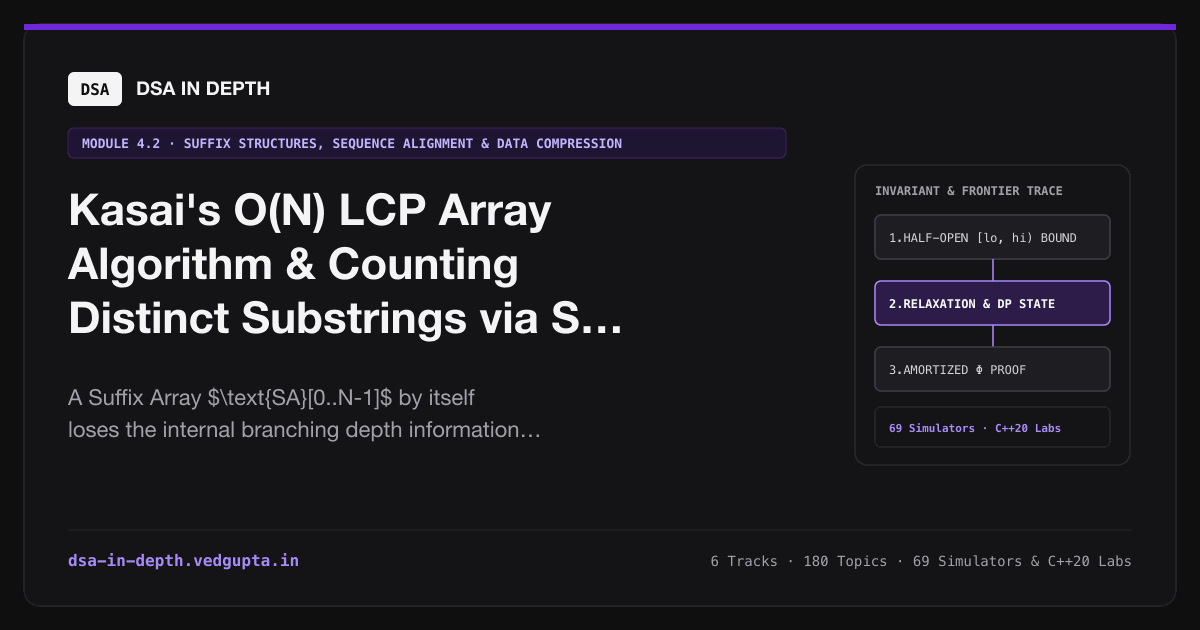 DSA
DSA IN DEPTH
MODULE 4.2 · SUFFIX STRUCTURES, SEQUENCE ALIGNMENT & DATA COMPRESSION
Kasai's O(N) LCP Array
Algorithm & Counting
Distinct Substrings via S…
A Suffix Array $\text{SA}[0..N-1]$ by itself
loses the internal branching depth information…
INVARIANT & FRONTIER TRACE
1.HALF-OPEN [lo, hi) BOUND
2.RELAXATION & DP STATE
3.AMORTIZED Φ PROOF
69 Simulators · C++20 Labs
dsa-in-depth.vedgupta.in
6 Tracks · 180 Topics · 69 Simulators & C++20 Labs